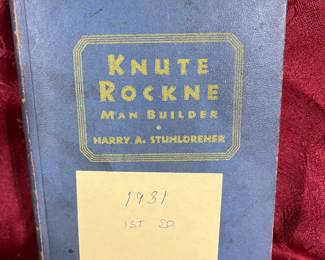 KNUTE
ROCKNE
MAN BUILDER
HARRY A. STUHLDREHER
1931
1ST ED.